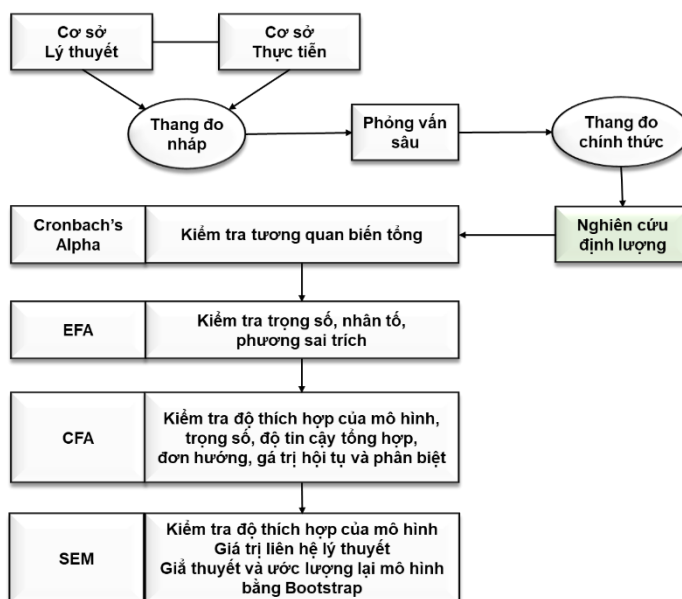 Cơ sở
Lý thuyết
Cơ sở
Thực tiễn
Thang đo
nháp
Phỏng vấn
sâu
Thang đo
chính thức
Nghiên cứu
định lượng
Cronbach's
Alpha
Kiểm tra tương quan biến tổng
EFA
Kiểm tra trọng số, nhân tố,
phương sai trích
CFA
Kiểm tra độ thích hợp của mô hình,
trọng số, độ tin cậy tổng hợp,
đơn hướng, gá trị hội tụ và phân biệt
SEM
Kiểm tra độ thích hợp của mô hình
Giá trị liên hệ lý thuyết
Giả thuyết và ước lượng lại mô hình
bằng Bootstrap